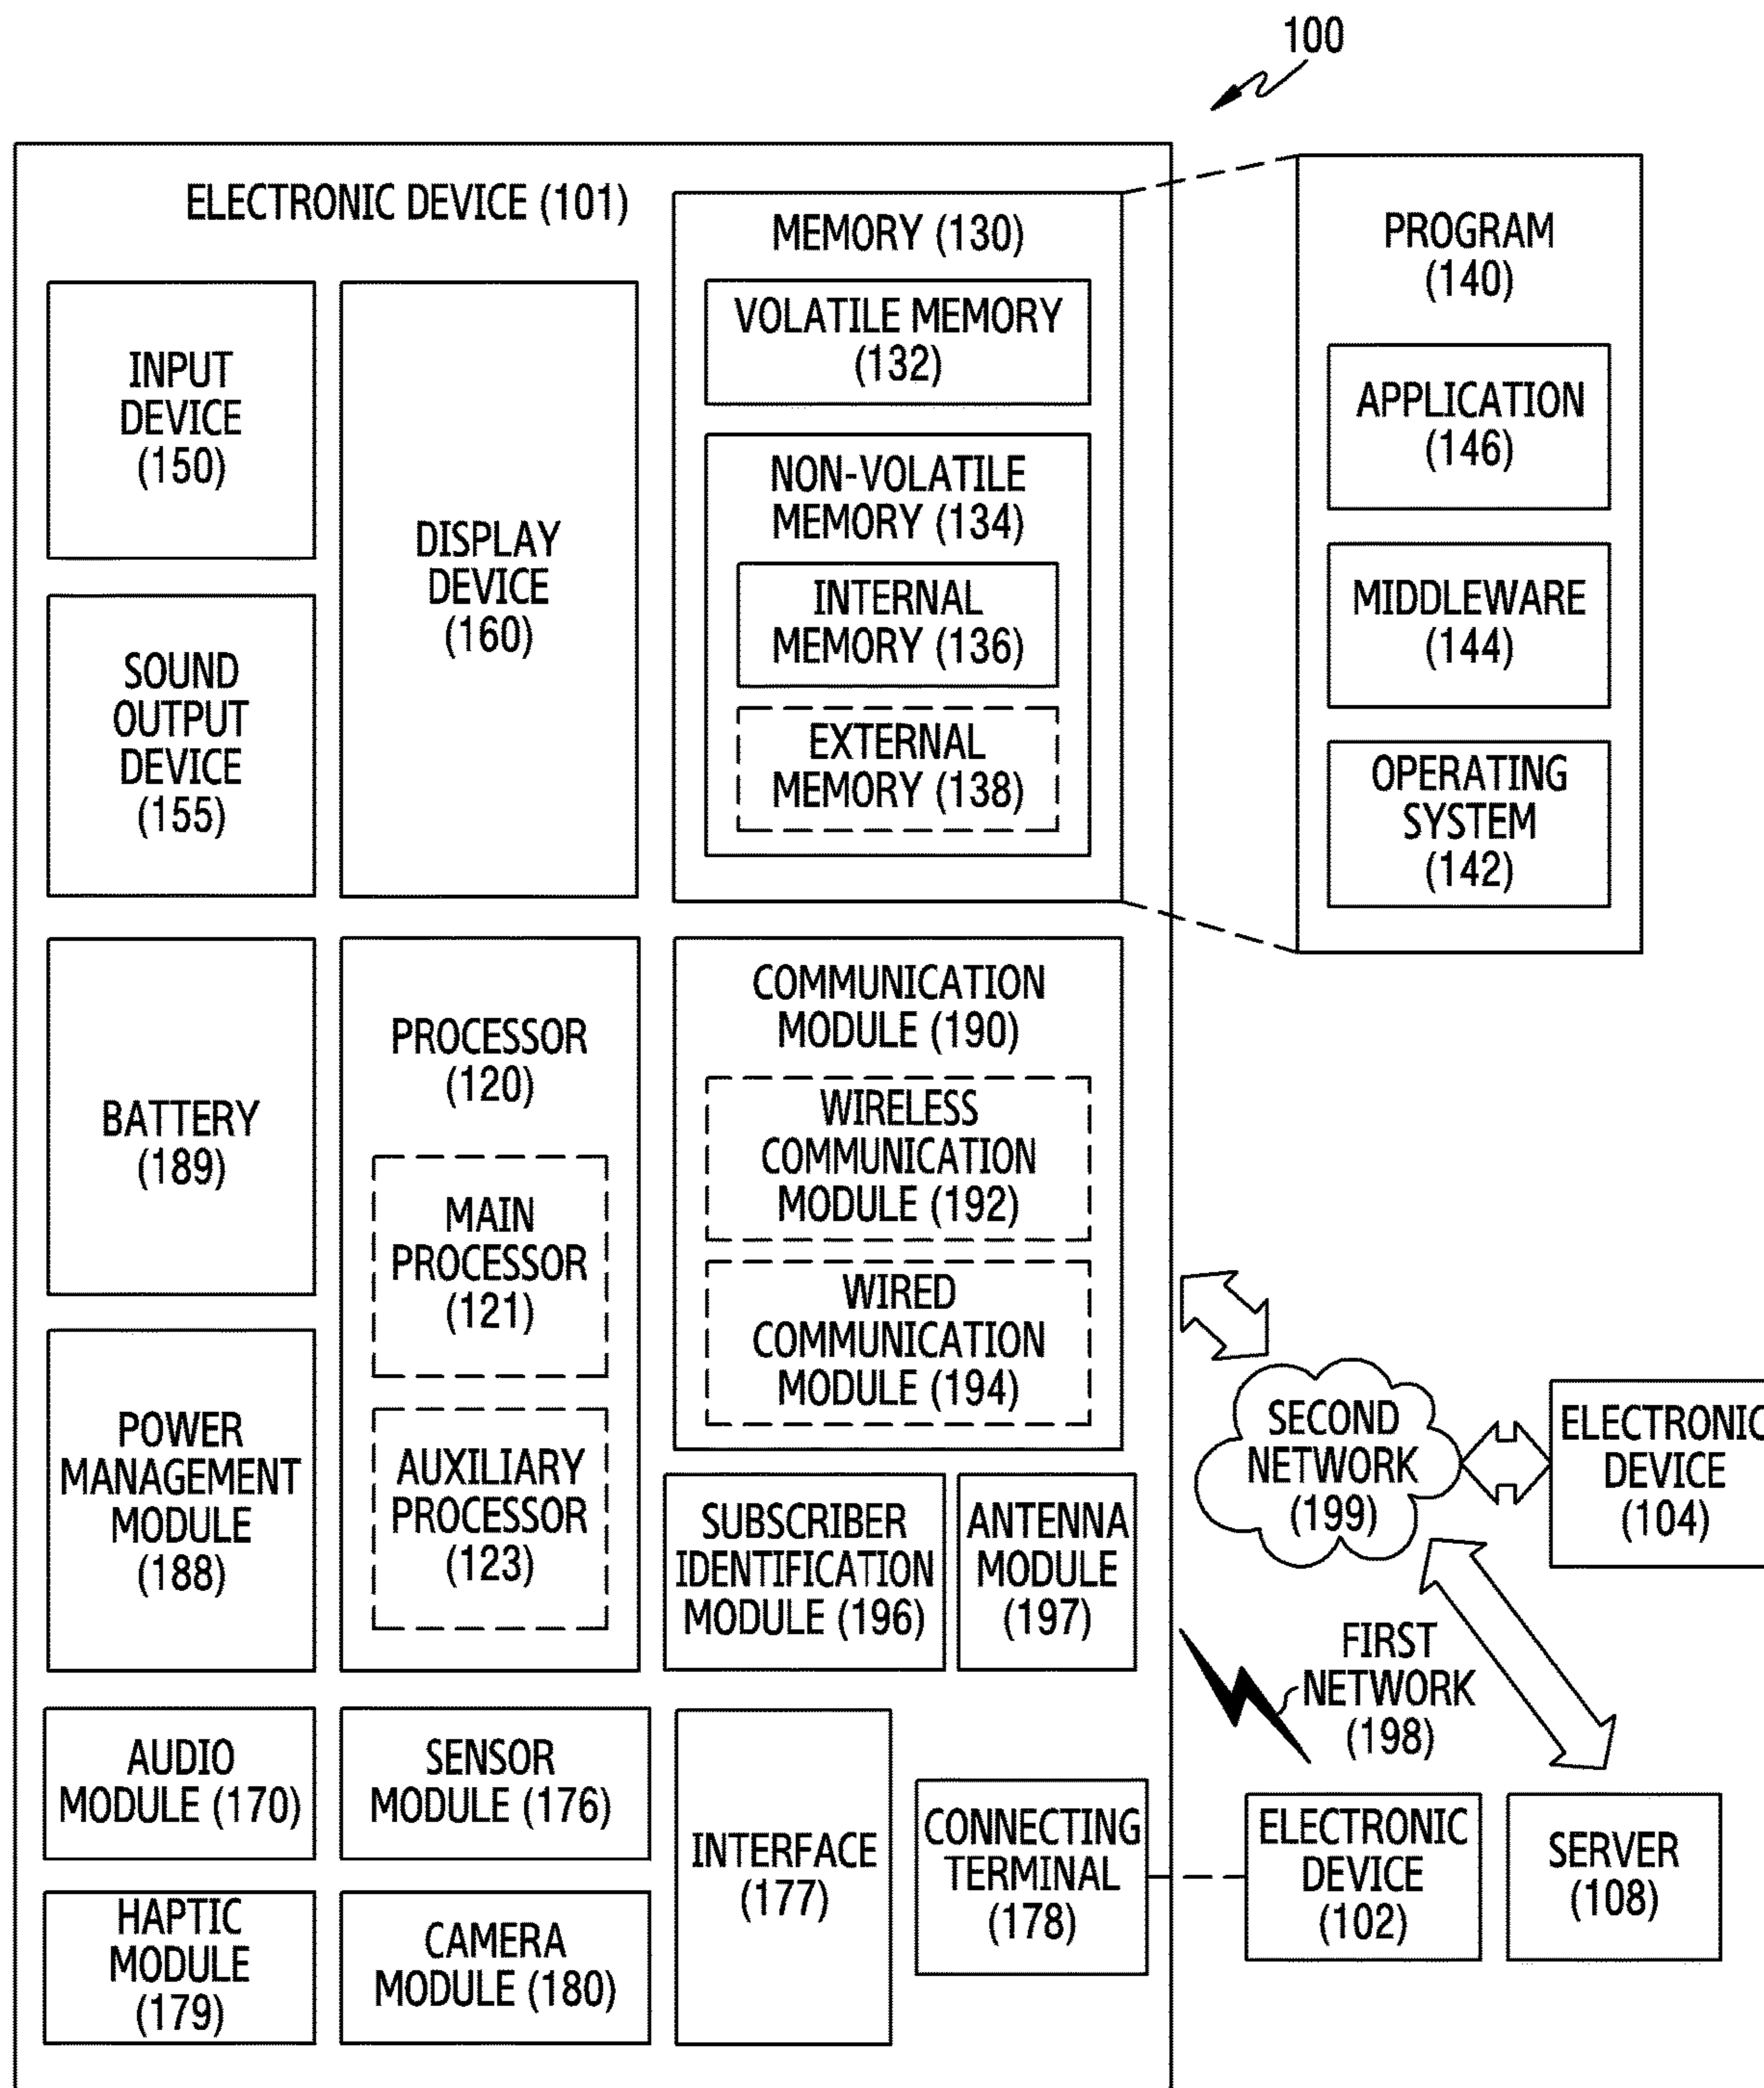 100
ELECTRONIC DEVICE (101)
INPUT
DEVICE
(150)
SOUND
OUTPUT
DEVICE
(155)
DISPLAY
DEVICE
(160)
MEMORY (130)
VOLATILE MEMORY
(132)
NON-VOLATILE
MEMORY (134)
INTERNAL
MEMORY (136)
EXTERNAL
MEMORY (138)
PROGRAM
(140)
APPLICATION
(146)
MIDDLEWARE
(144)
OPERATING
SYSTEM
(142)
BATTERY
(189)
POWER
MANAGEMENT
MODULE
(188)
PROCESSOR
(120)
MAIN
PROCESSOR
(121)
AUXILIARY
PROCESSOR
(123)
COMMUNICATION
MODULE (190)
WIRELESS
COMMUNICATION
MODULE (192)
WIRED
COMMUNICATION
MODULE (194)
SUBSCRIBER
IDENTIFICATION
MODULE (196)
ANTENNA
MODULE
(197)
SECOND
NETWORK
(199)
ELECTRONIC
DEVICE
(104)
FIRST
NETWORK
(198)
AUDIO
MODULE (170)
SENSOR
MODULE (176)
HAPTIC
MODULE
(179)
CAMERA
MODULE (180)
INTERFACE
(177)
CONNECTING
TERMINAL
(178)
ELECTRONIC
DEVICE
(102)
SERVER
(108)